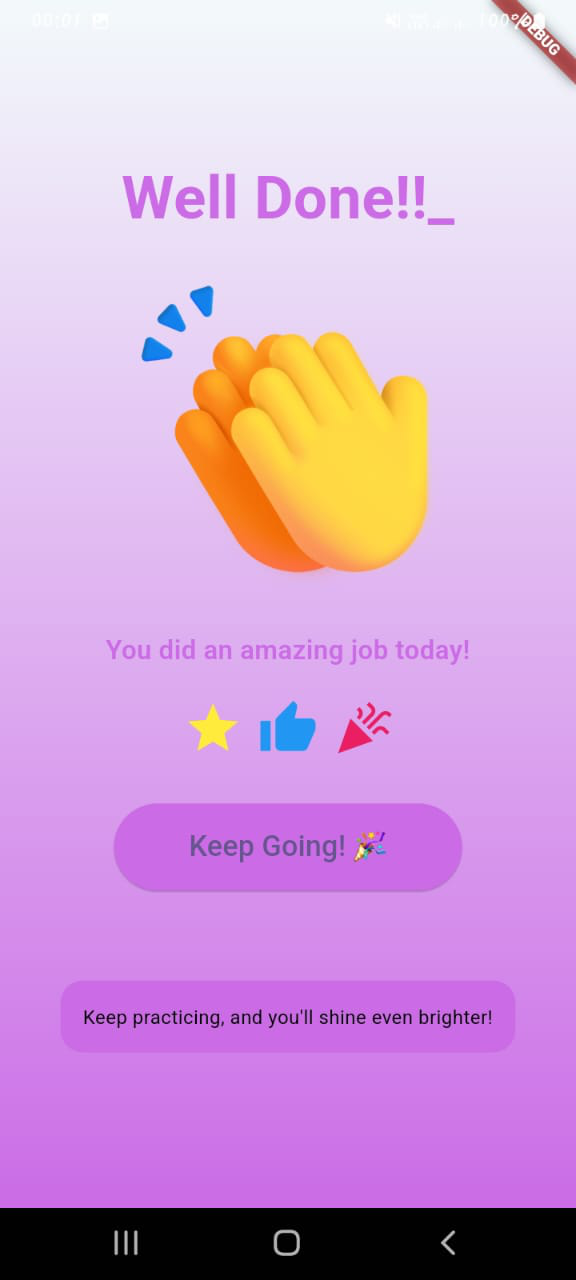 00:01
100%
DEBUG
Well Done!!_
You did an amazing job today!
Keep Going! 🎉
Keep practicing, and you'll shine even brighter!